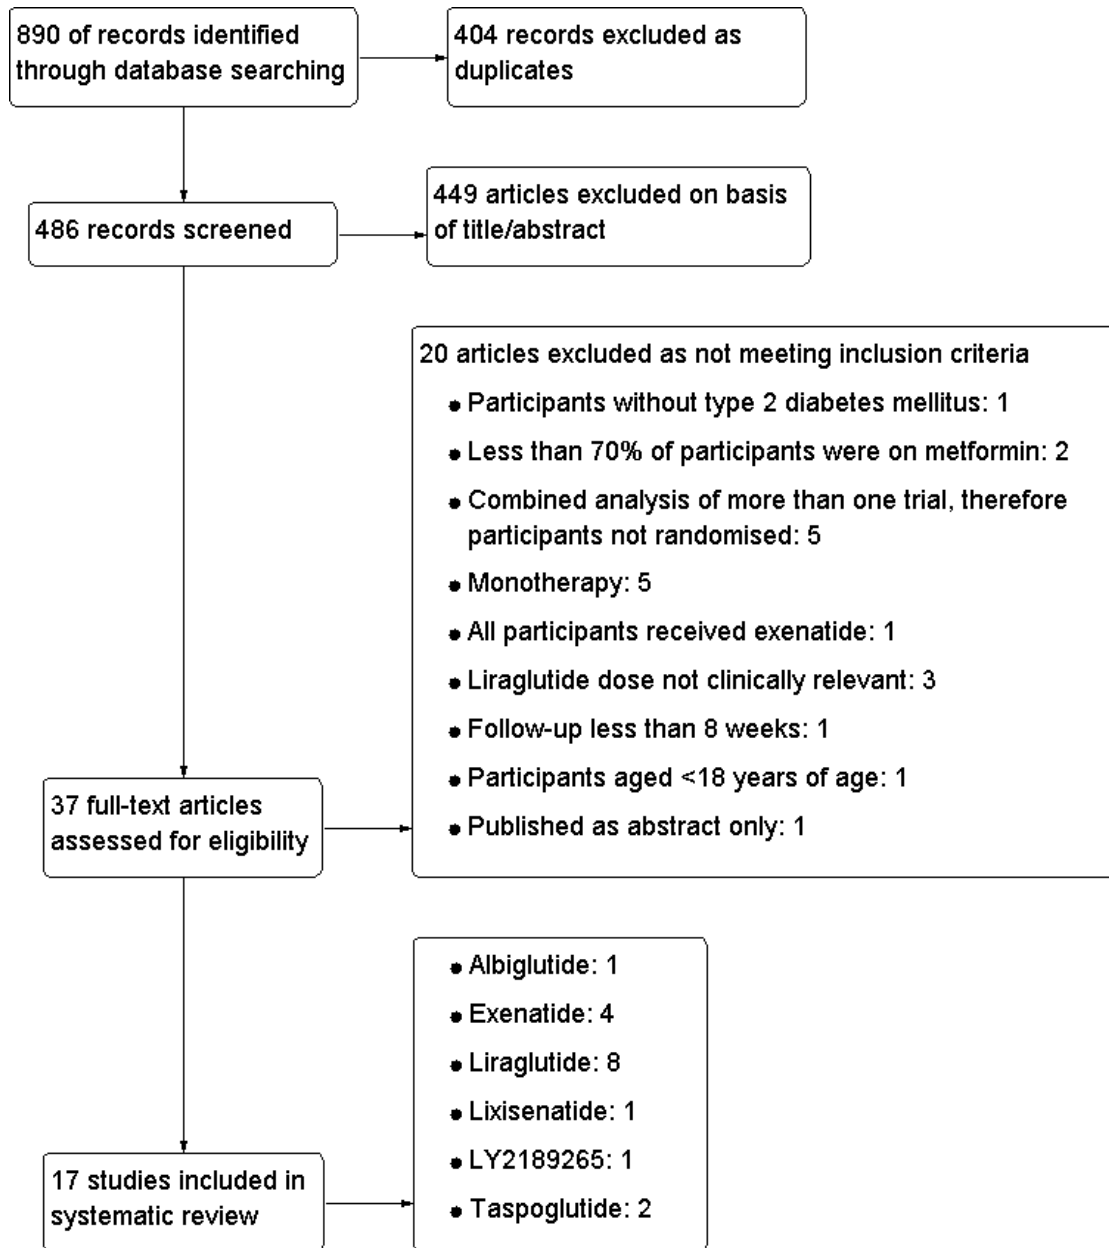 890 of records identified
through database searching
404 records excluded as
duplicates
486 records screened
449 articles excluded on basis
of title/abstract
20 articles excluded as not meeting inclusion criteria
● Participants without type 2 diabetes mellitus: 1
● Less than 70% of participants were on metformin: 2
● Combined analysis of more than one trial, therefore
participants not randomised: 5
● Monotherapy: 5
● All participants received exenatide: 1
● Liraglutide dose not clinically relevant: 3
● Follow-up less than 8 weeks: 1
● Participants aged <18 years of age: 1
● Published as abstract only: 1
37 full-text articles
assessed for eligibility
● Albiglutide: 1
● Exenatide: 4
● Liraglutide: 8
● Lixisenatide: 1
● LY2189265: 1
● Taspoglutide: 2
17 studies included in
systematic review